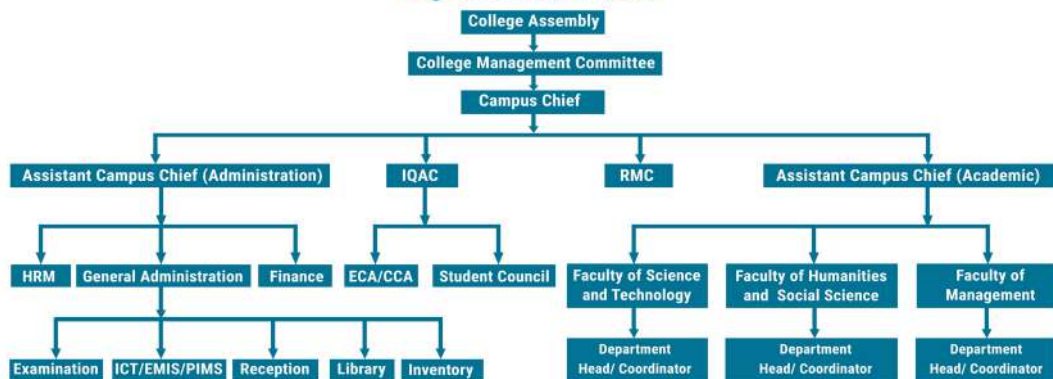 College Assembly
College Management Committee
Campus Chief
Assistant Campus Chief (Administration)
IQAC
RMC
Assistant Campus Chief (Academic)
HRM
General Administration
Finance
ECA/CCA
Student Council
Faculty of Science
and Technology
Faculty of Humanities
and Social Science
Faculty of
Management
Examination
ICT/EMIS/PIMS
Reception
Library
Inventory
Department
Head/ Coordinator
Department
Head/ Coordinator
Department
Head/ Coordinator